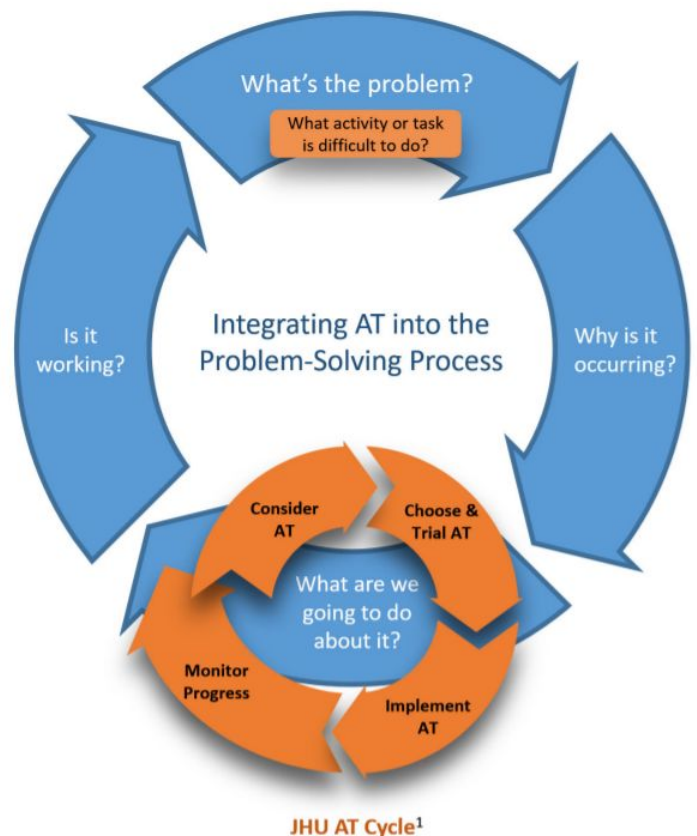 What's the problem?
What activity or task
is difficult to do?
Integrating AT into the
Problem-Solving Process
Is it
working?
Why is it
occurring?
Consider
AT
Choose &
Trial AT
What are we
going to do
about it?
Monitor
Progress
Implement
AT
JHU AT Cycle¹